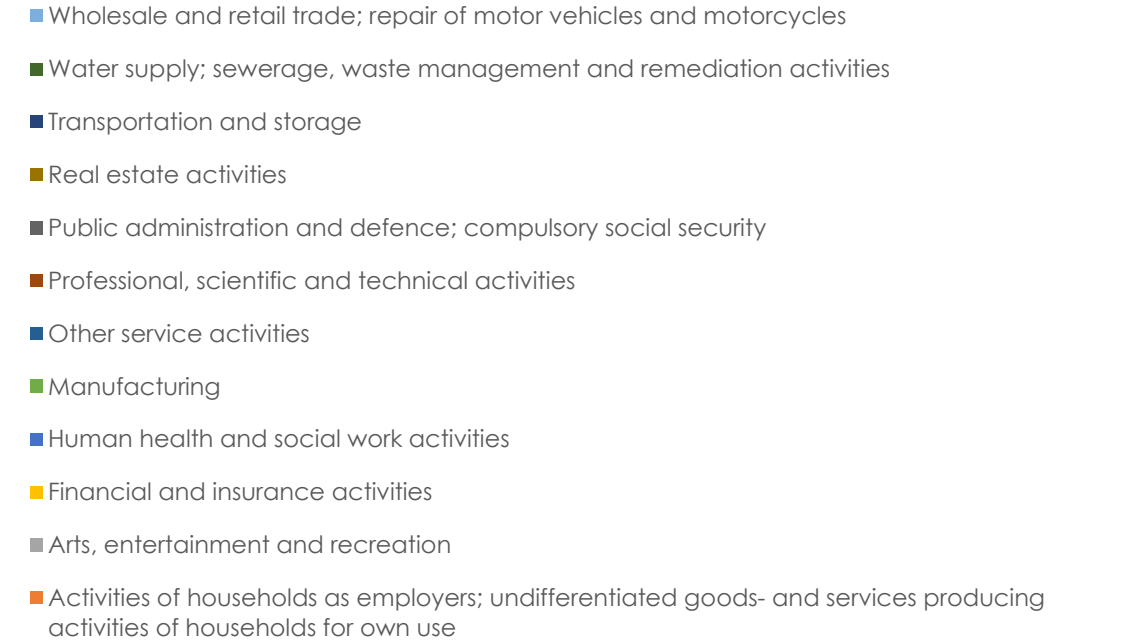 Wholesale and retail trade; repair of motor vehicles and motorcycles
Water supply; sewerage, waste management and remediation activities
Transportation and storage
Real estate activities
Public administration and defence; compulsory social security
Professional, scientific and technical activities
Other service activities
Manufacturing
Human health and social work activities
Financial and insurance activities
Arts, entertainment and recreation
Activities of households as employers; undifferentiated goods- and services producing
activities of households for own use